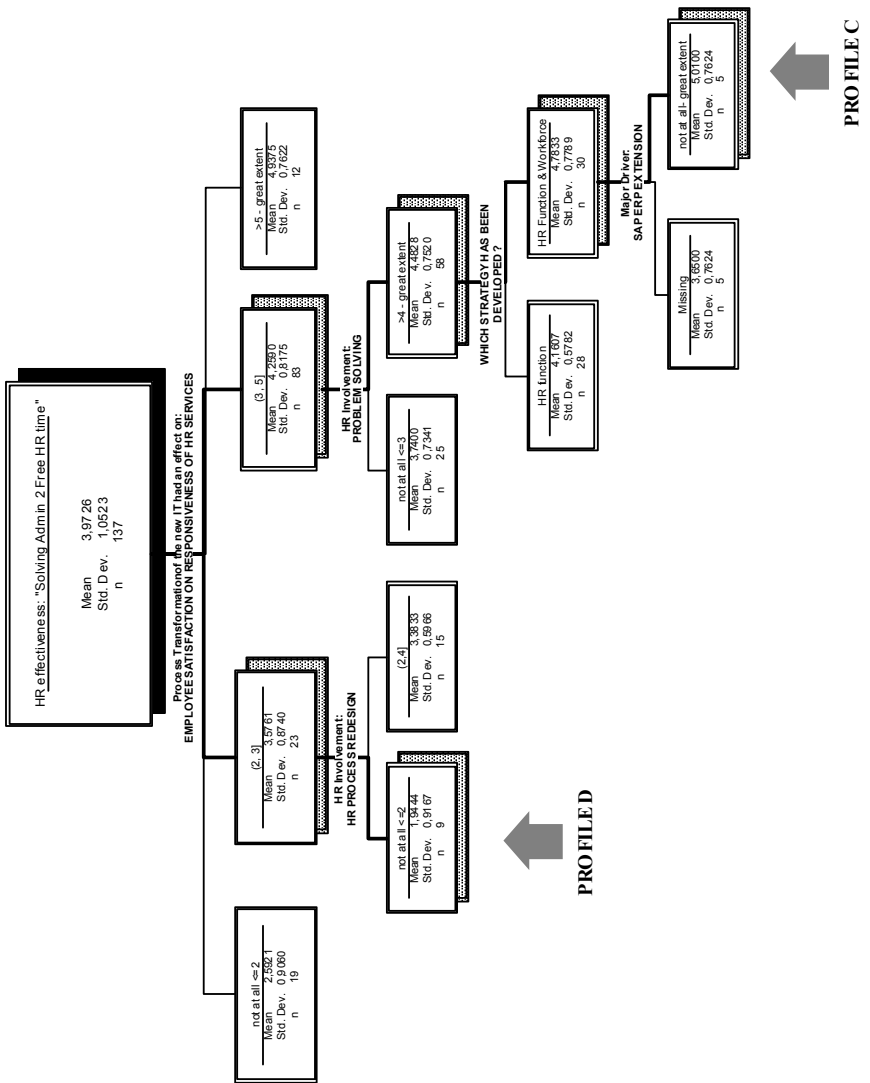 HR effectiveness: "Solving Admin 2 Free HR time"
Mean 3,9726
Std. Dev. 1,0523
n 137
Process Transformation of the new IT had an effect on:
EMPLOYEE SATISFACTION ON RESPONSIVENESS OF HR SERVICES
not at all <=2
Mean 2,5921
Std. Dev. 0,9060
n 19
(2, 3]
Mean 3,5761
Std. Dev. 0,8740
n 23
(3, 5]
Mean 4,2590
Std. Dev. 0,8175
n 83
>5 - great extent
Mean 4,9375
Std. Dev. 0,7622
n 12
HR Involvement:
HR PROCESS REDESIGN
HR Involvement:
PROBLEM SOLVING
not at all <=2
Mean 1,9444
Std. Dev. 0,9167
n 9
(2,4]
Mean 3,3833
Std. Dev. 0,5966
n 15
not at all <=3
Mean 3,7400
Std. Dev. 0,7341
n 25
>4 - great extent
Mean 4,4828
Std. Dev. 0,7520
n 58
PROFILE D
WHICH STRATEGY HAS BEEN
DEVELOPED?
HR function
Mean 4,1607
Std. Dev. 0,5782
n 28
HR Function & Workforce
Mean 4,7833
Std. Dev. 0,7789
n 30
Major Driver:
SAP ERP EXTENSION
Missing
Mean 3,6500
Std. Dev. 0,7624
n 5
not at all - great extent
Mean 5,0100
Std. Dev. 0,7624
n 5
PROFILE C